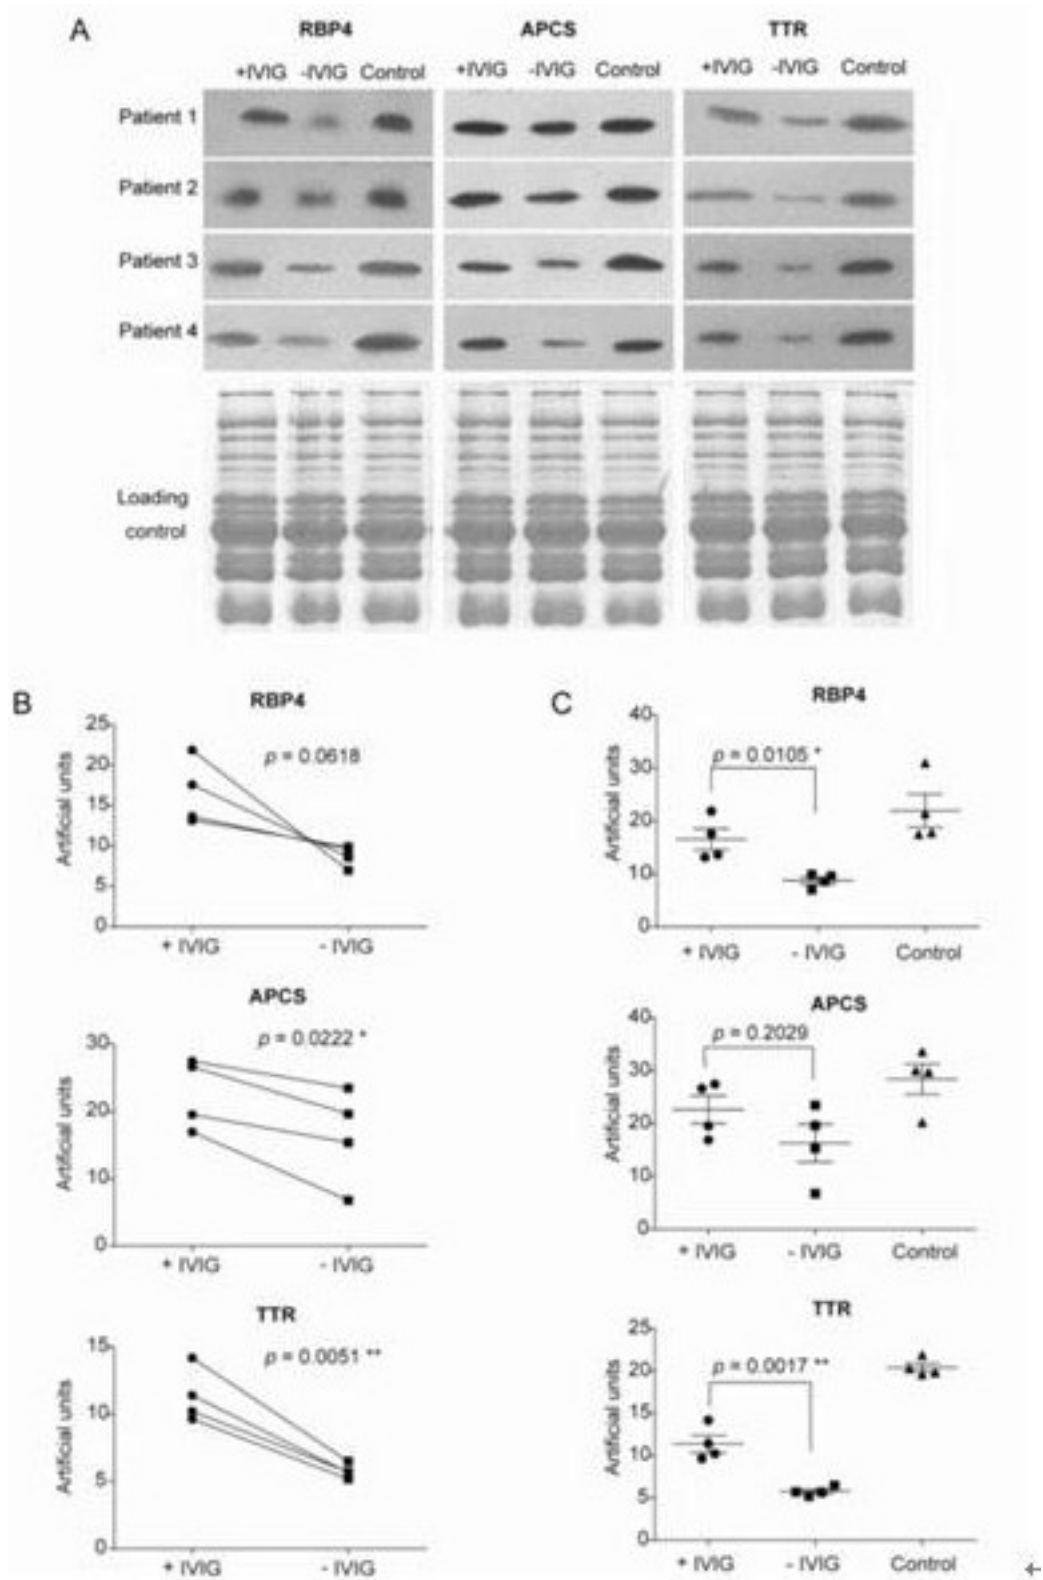 A
RBP4 APCS TTR
+IVIG -IVIG Control +IVIG -IVIG Control +IVIG -IVIG Control
Patient 1
Patient 2
Patient 3
Patient 4
Loading
control
B
RBP4
Artificial units
25
20
15
10
5
0
p = 0.0618
+ IVIG - IVIG
APCS
Artificial units
30
20
10
0
p = 0.0222 *
+ IVIG - IVIG
TTR
Artificial units
15
10
5
0
p = 0.0051 **
+ IVIG - IVIG
C
RBP4
Artificial units
40
30
20
10
0
p = 0.0105 *
+ IVIG - IVIG Control
APCS
Artificial units
40
30
20
10
0
p = 0.2029
+ IVIG - IVIG Control
TTR
Artificial units
25
20
15
10
5
0
p = 0.0017 **
+ IVIG - IVIG Control
←